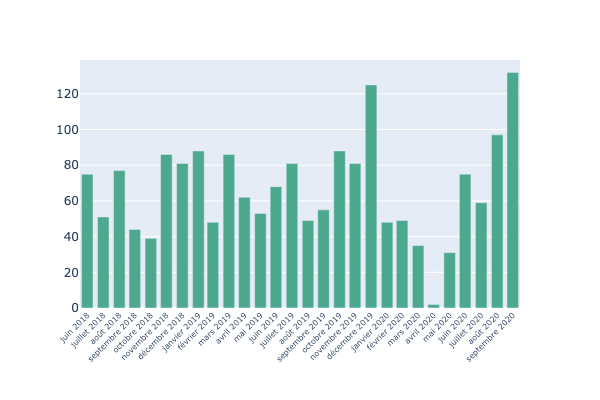 120
100
80
60
40
20
0
juin 2018
juillet 2018
août 2018
septembre 2018
octobre 2018
novembre 2018
décembre 2018
janvier 2019
février 2019
mars 2019
avril 2019
mai 2019
juin 2019
juillet 2019
août 2019
septembre 2019
octobre 2019
novembre 2019
décembre 2019
janvier 2020
février 2020
mars 2020
avril 2020
mai 2020
juin 2020
juillet 2020
août 2020
septembre 2020